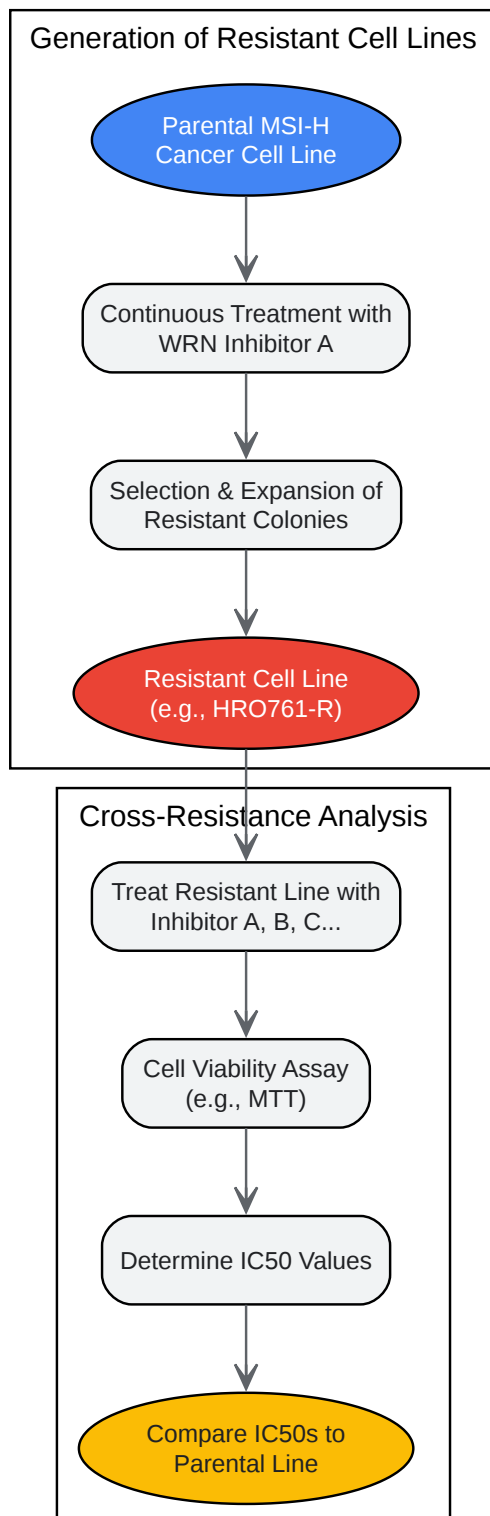 Generation of Resistant Cell Lines
Parental MSI-H
Cancer Cell Line
Continuous Treatment with
WRN Inhibitor A
Selection & Expansion of
Resistant Colonies
Resistant Cell Line
(e.g., HRO761-R)
Cross-Resistance Analysis
Treat Resistant Line with
Inhibitor A, B, C...
Cell Viability Assay
(e.g., MTT)
Determine IC50 Values
Compare IC50s to
Parental Line